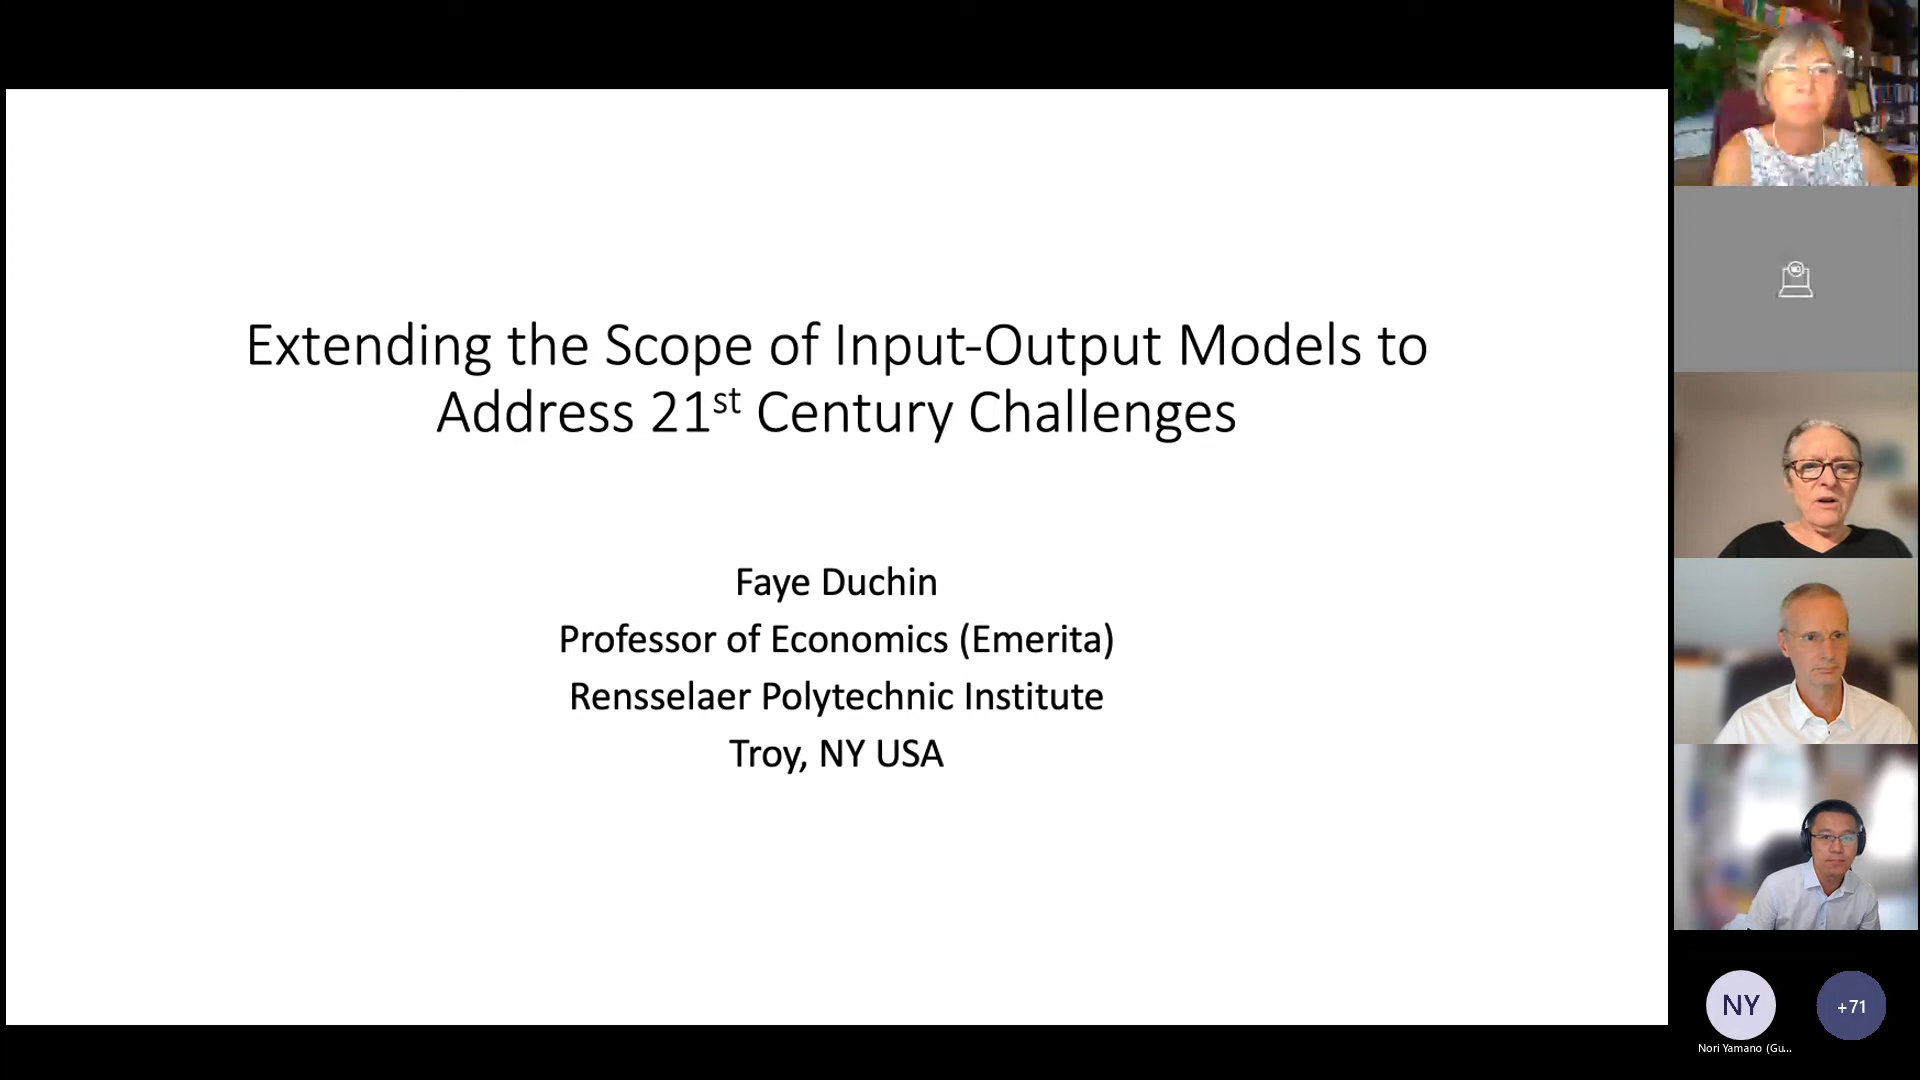 Extending the Scope of Input-Output Models to
Address 21st Century Challenges
Faye Duchin
Professor of Economics (Emerita)
Rensselaer Polytechnic Institute
Troy, NY USA
NY
+71
Nori Yamano (Gu...